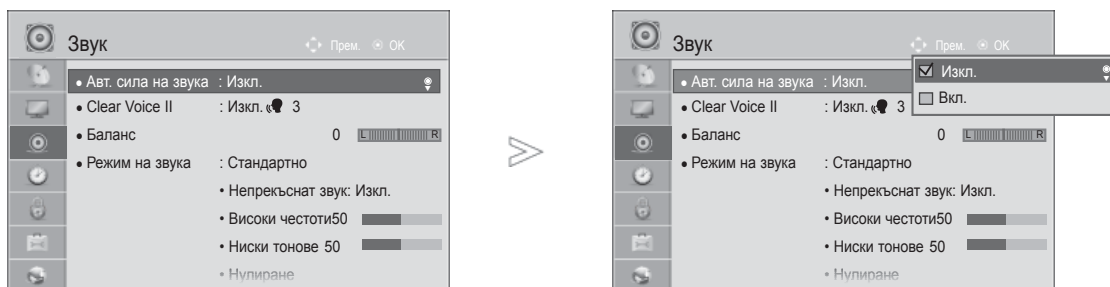 Звук Прем. OK
• Авт. сила на звука : Изкл.
• Clear Voice II : Изкл. 3
• Баланс 0 L R
• Режим на звука : Стандартно
• Непрекъснат звук: Изкл.
• Високи честоти50
• Ниски тонове 50
• Нулиране
Звук Прем. OK
• Авт. сила на звука : Изкл.
Изкл.
Вкл.
• Clear Voice II : Изкл. 3
• Баланс 0 L R
• Режим на звука : Стандартно
• Непрекъснат звук: Изкл.
• Високи честоти50
• Ниски тонове 50
• Нулиране